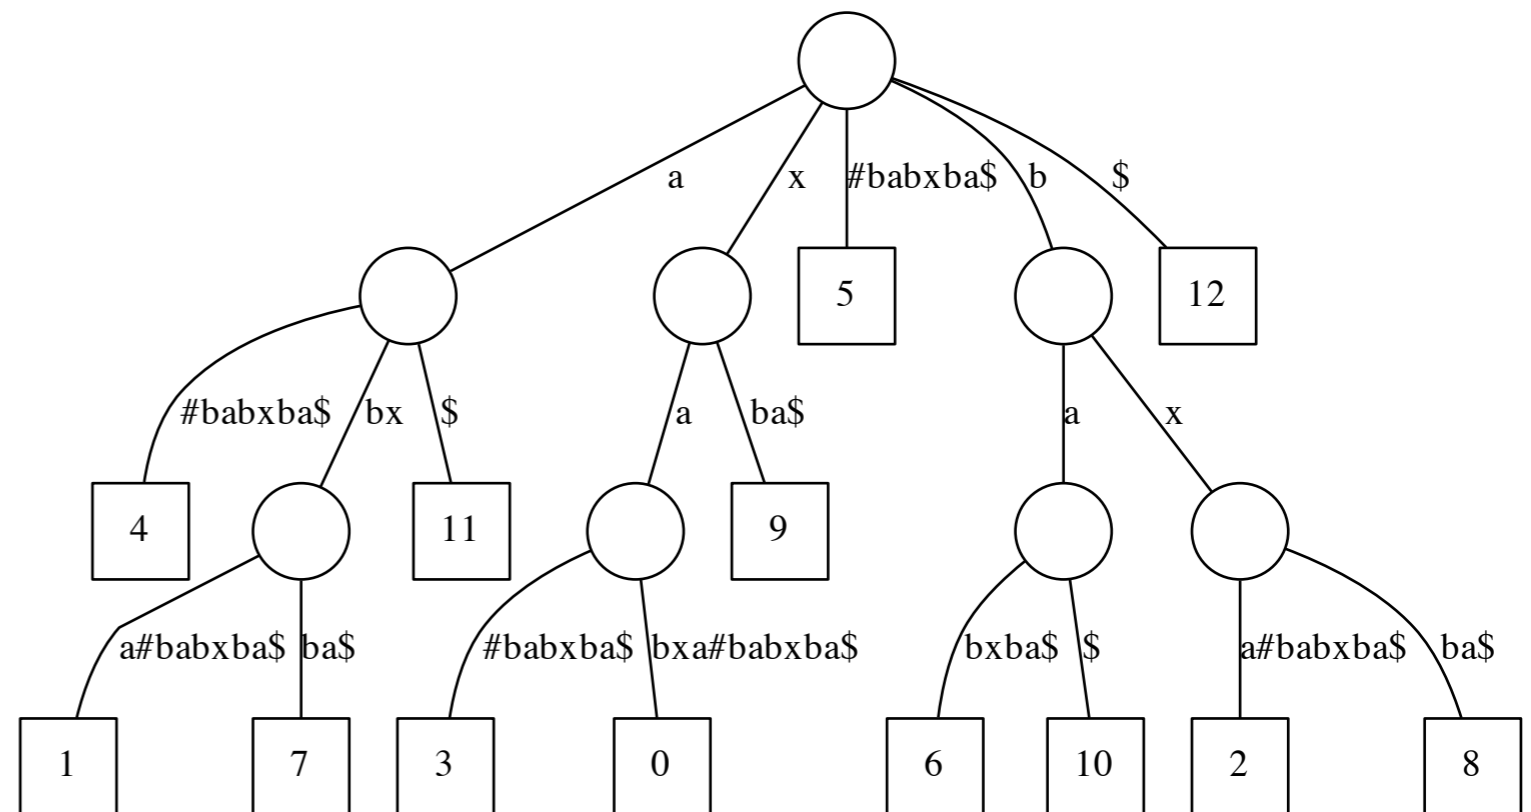 a x #babxba$ b $
5 12
#babxba$ bx $ a ba$ a x
4 11 9
a#babxba$ ba$ #babxba$ bxa#babxba$ bxba$ $ a#babxba$ ba$
1 7 3 0 6 10 2 8